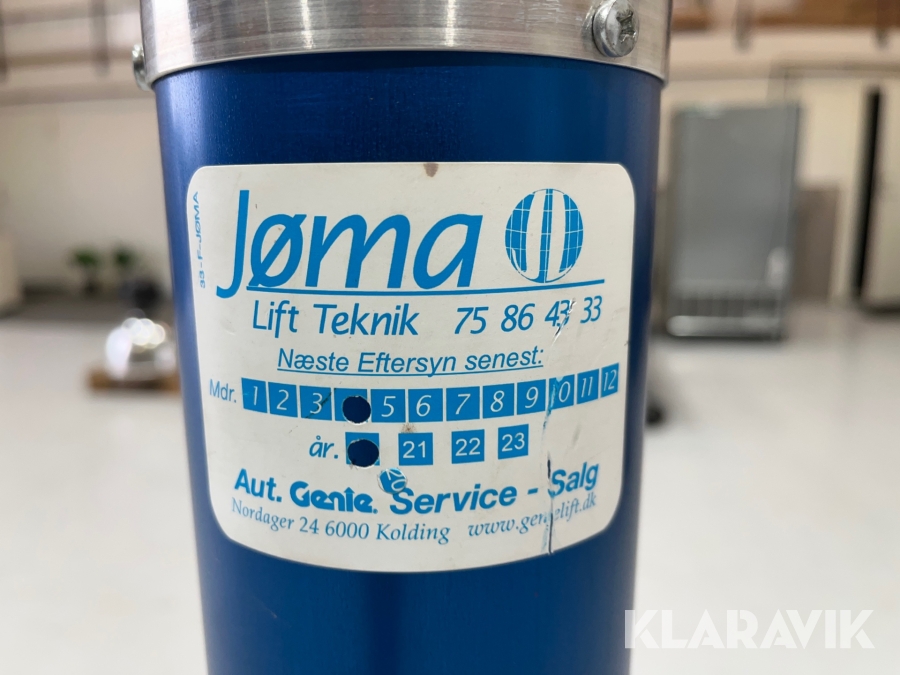 33 - F - JØMA
Jøma
Lift Teknik 75 86 43 33
Næste Eftersyn senest:
Mdr. 1 2 3 5 6 7 8 9 10 11 12
år. 21 22 23
Aut. Genie. Service - Salg
Nordager 24 6000 Kolding www.genielift.dk
KLARAVIK